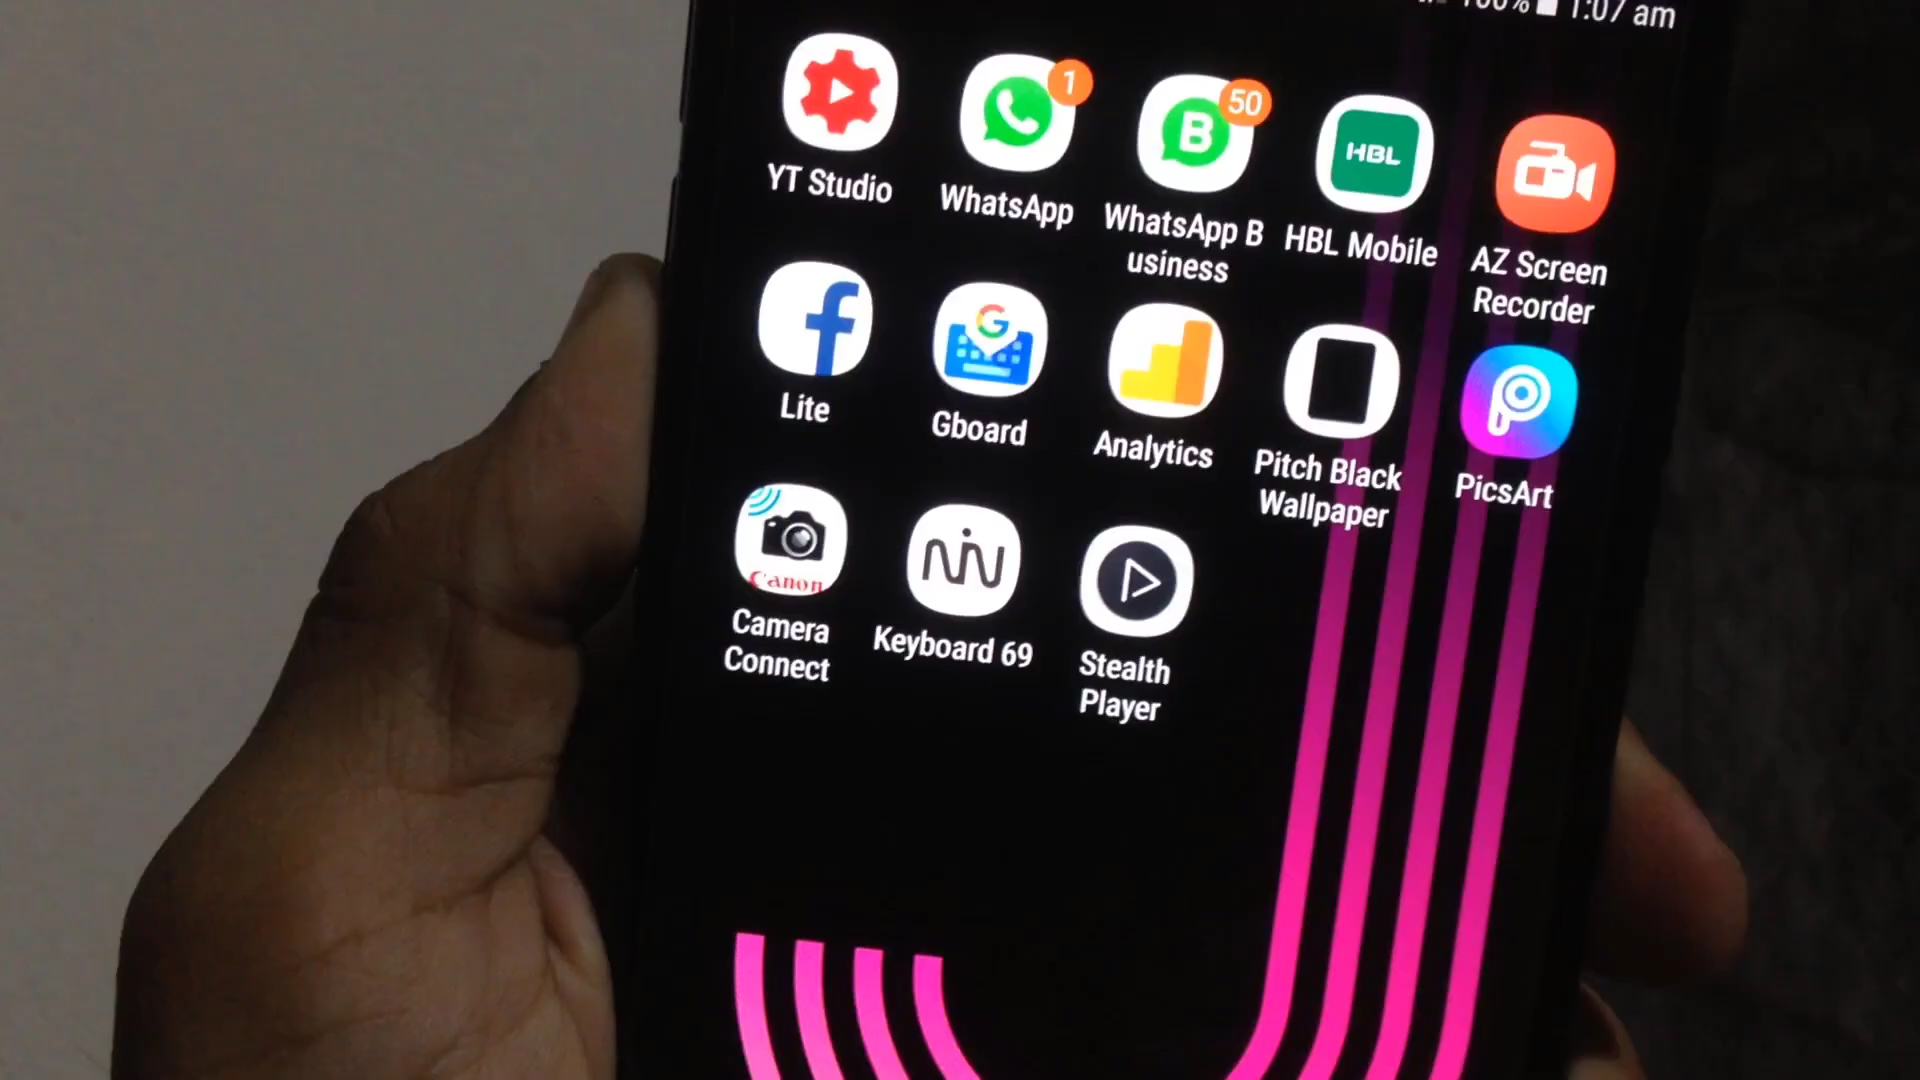 100% 1:07 am
1
50
B
HBL
YT Studio
WhatsApp
WhatsApp B
usiness
HBL Mobile
AZ Screen
Recorder
G
Lite
Gboard
Analytics
Pitch Black
Wallpaper
PicsArt
Canon
Camera
Connect
Keyboard 69
Stealth
Player